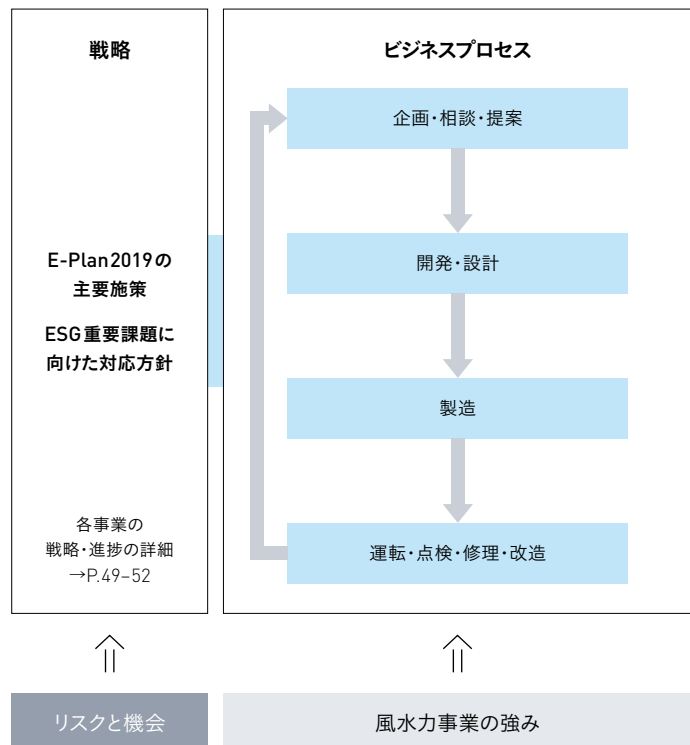 戦略
E-Plan2019の
主要施策
ESG重要課題に
向けた対応方針
各事業の
戦略・進捗の詳細
→P.49–52
ビジネスプロセス
企画・相談・提案
開発・設計
製造
運転・点検・修理・改造
リスクと機会
風水力事業の強み